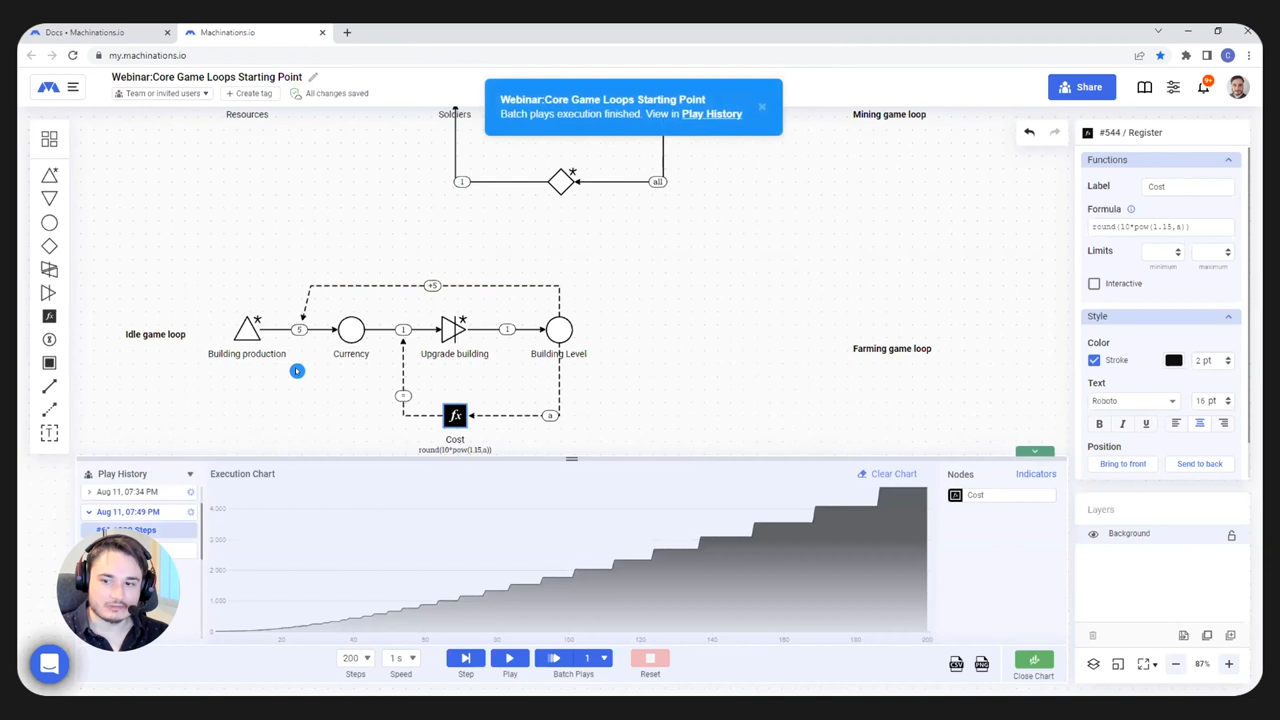 Docs • Machinations.io
Machinations.io
my.machinations.io
Webinar:Core Game Loops Starting Point
Team or invited users
+ Create tag
All changes saved
Webinar:Core Game Loops Starting Point
Batch plays execution finished. View in Play History
Share
9+
Resources
Soldiers
Mining game loop
1
all
+5
Idle game loop
5
1
1
Building production
Currency
Upgrade building
Building Level
Farming game loop
=
fx
a
Cost
round(10*pow(1.15,a))
#544 / Register
Functions
Label
Cost
Formula
round(10*pow(1.15,a))
Limits
minimum
maximum
Interactive
Style
Color
Stroke
2 pt
Text
Roboto
16 pt
B I U
Position
Bring to front
Send to back
Layers
Background
87%
Play History
Aug 11, 07:34 PM
Aug 11, 07:49 PM
Steps
Execution Chart
Clear Chart
Nodes
Indicators
Cost
4.000
3.000
2.000
1.000
0
20
40
60
80
100
120
140
160
180
200
200
Steps
1 s
Speed
Step
Play
1
Batch Plays
Reset
CSV
PNG
Close Chart